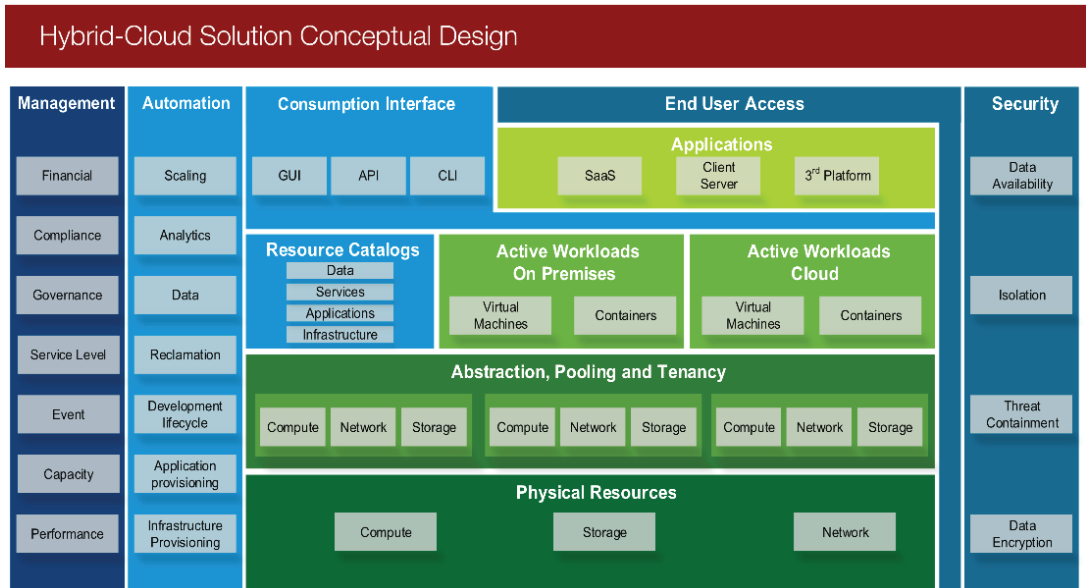 Hybrid-Cloud Solution Conceptual Design
Management
Financial
Compliance
Governance
Service Level
Event
Capacity
Performance
Automation
Scaling
Analytics
Data
Reclamation
Development
lifecycle
Application
provisioning
Infrastructure
Provisioning
Consumption Interface
GUI
API
CLI
End User Access
Applications
SaaS
Client
Server
3rd Platform
Resource Catalogs
Data
Services
Applications
Infrastructure
Active Workloads
On Premises
Virtual
Machines
Containers
Active Workloads
Cloud
Virtual
Machines
Containers
Abstraction, Pooling and Tenancy
Compute
Network
Storage
Compute
Network
Storage
Compute
Network
Storage
Physical Resources
Compute
Storage
Network
Security
Data
Availability
Isolation
Threat
Containment
Data
Encryption